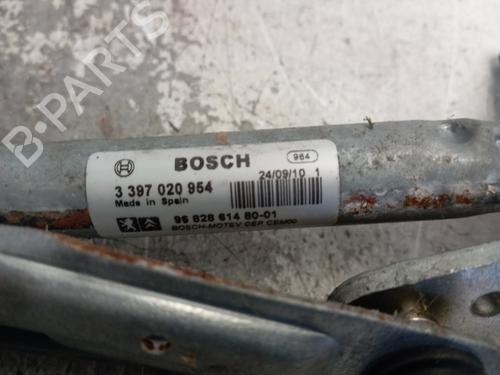 B-PARTS
BOSCH
964
3 397 020 954
24/09/10 1
Made in Spain
96 828 614 80-01
BOSCH-MOTEV CEP CEM00